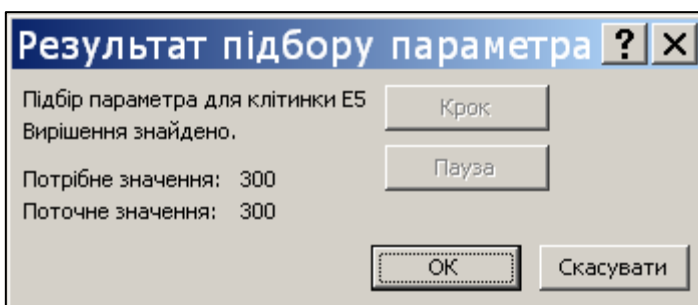 Результат підбору параметра
Підбір параметра для клітинки E5
Вирішення знайдено.
Потрібне значення: 300
Поточне значення: 300
Крок
Пауза
ОК
Скасувати